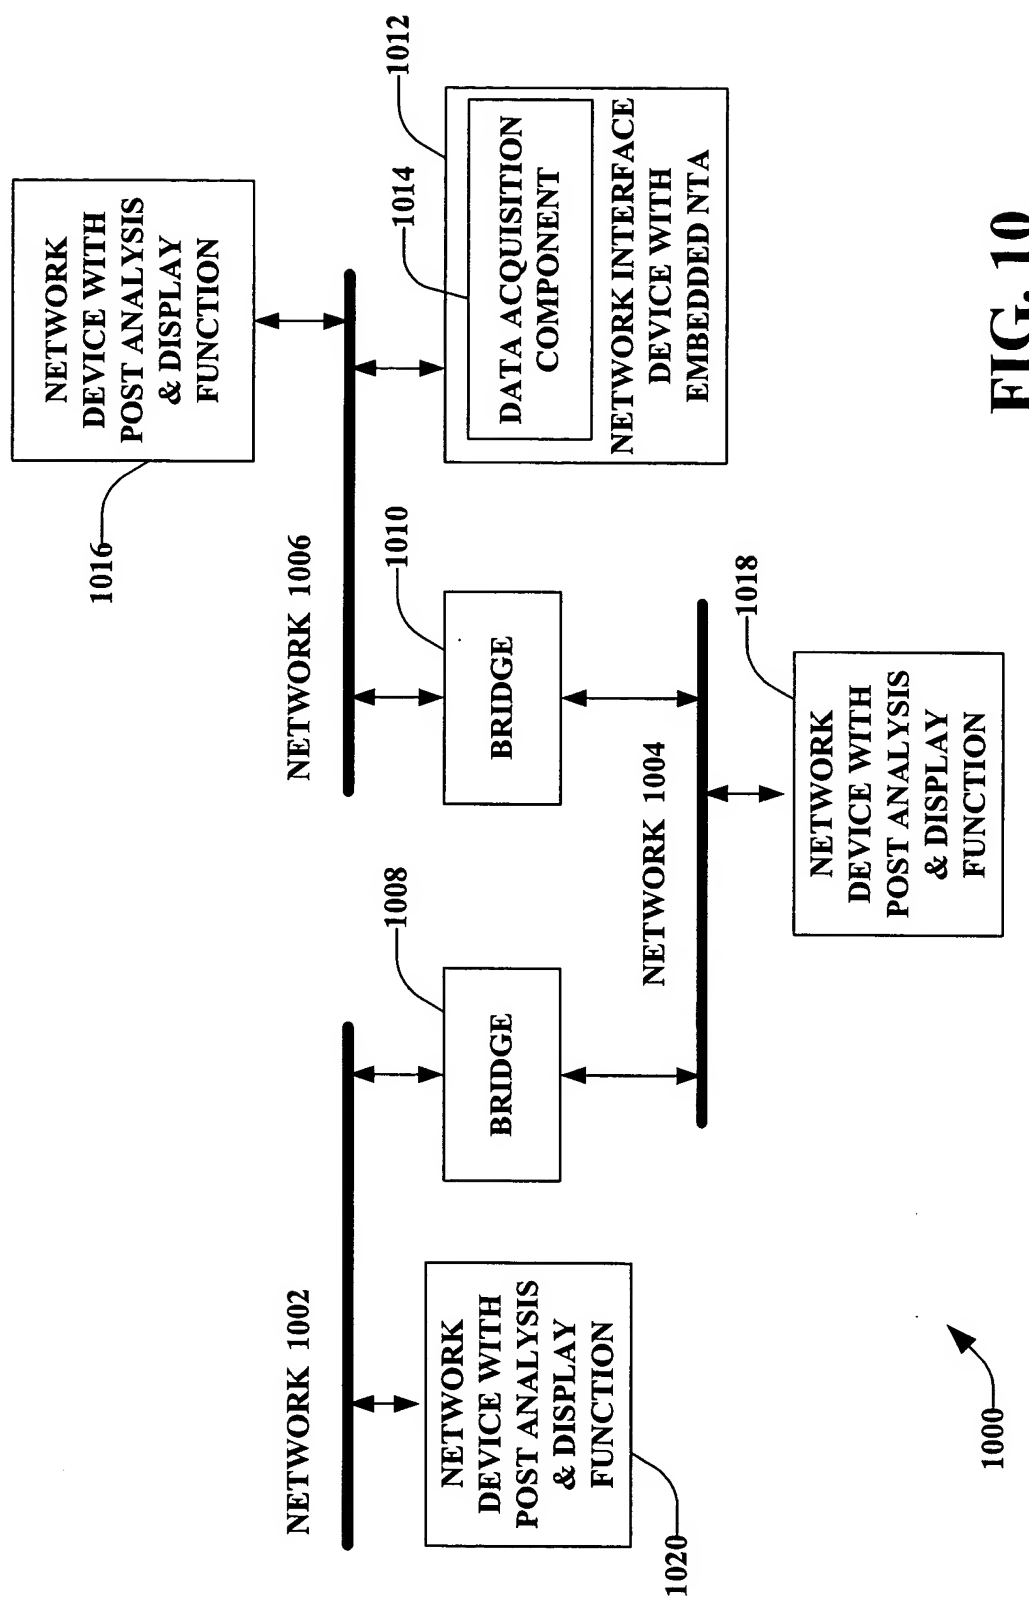 1016
NETWORK
DEVICE WITH
POST ANALYSIS
& DISPLAY
FUNCTION
NETWORK 1002
NETWORK 1006
1008
1010
1014
1012
BRIDGE
BRIDGE
DATA ACQUISITION
COMPONENT
NETWORK INTERFACE
DEVICE WITH
EMBEDDED NTA
NETWORK
DEVICE WITH
POST ANALYSIS
& DISPLAY
FUNCTION
1020
NETWORK 1004
1018
NETWORK
DEVICE WITH
POST ANALYSIS
& DISPLAY
FUNCTION
1000
FIG. 10